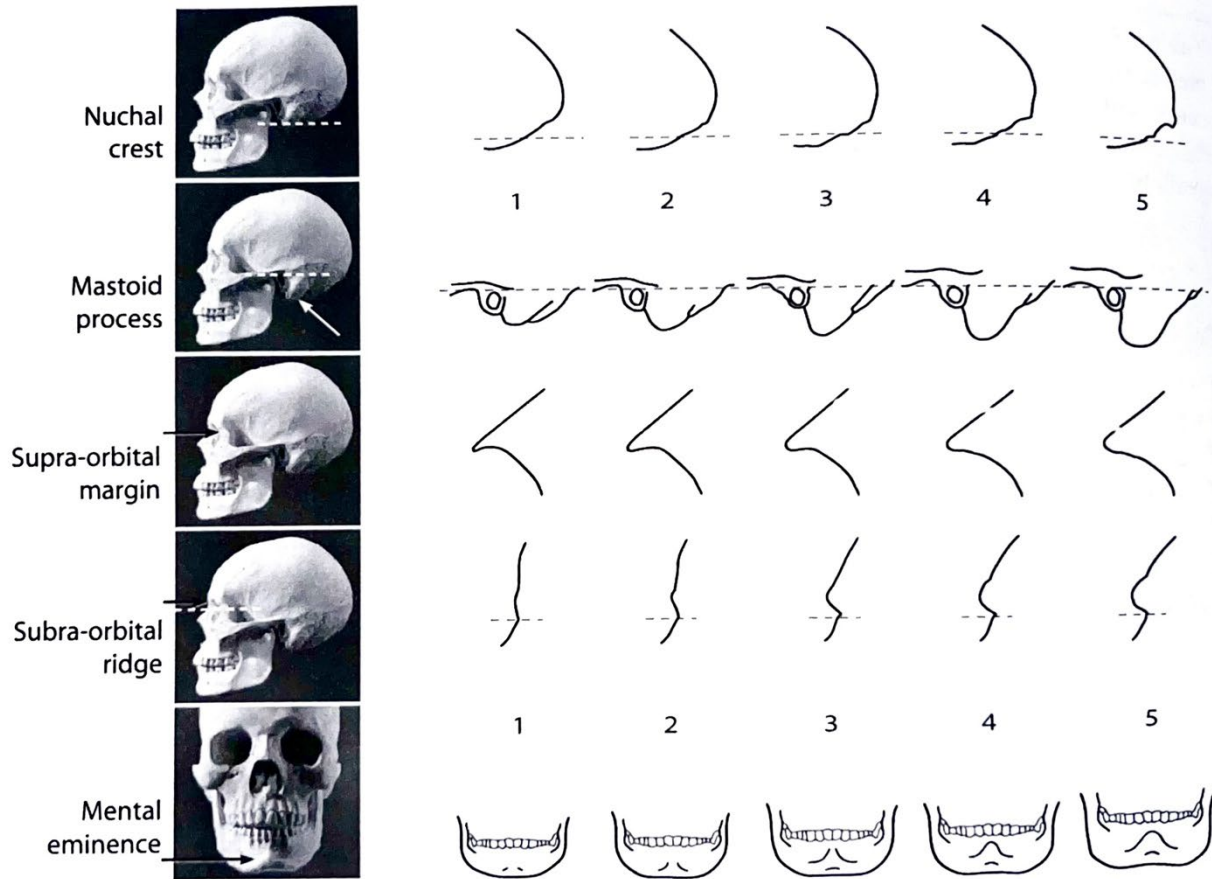 Nuchal
crest
1 2 3 4 5
Mastoid
process
Supra-orbital
margin
Subra-orbital
ridge
1 2 3 4 5
Mental
eminence